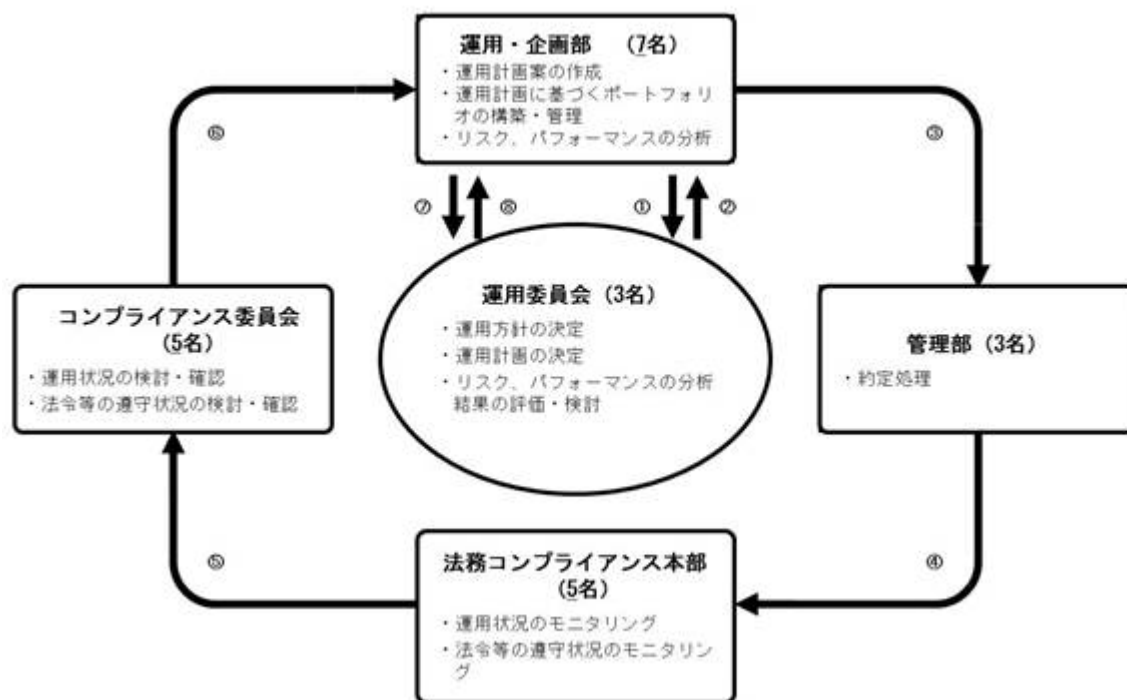 運用・企画部 （7名）
・運用計画案の作成
・運用計画に基づくポートフォリ
オの構築・管理
・リスク、パフォーマンスの分析
⑥
③
⑦
⑧
①
②
運用委員会（3名）
・運用方針の決定
・運用計画の決定
・リスク、パフォーマンスの分析
結果の評価・検討
コンプライアンス委員会
（5名）
・運用状況の検討・確認
・法令等の遵守状況の検討・確認
管理部（3名）
・約定処理
⑤
④
法務コンプライアンス本部
（5名）
・運用状況のモニタリング
・法令等の遵守状況のモニタリン
グ